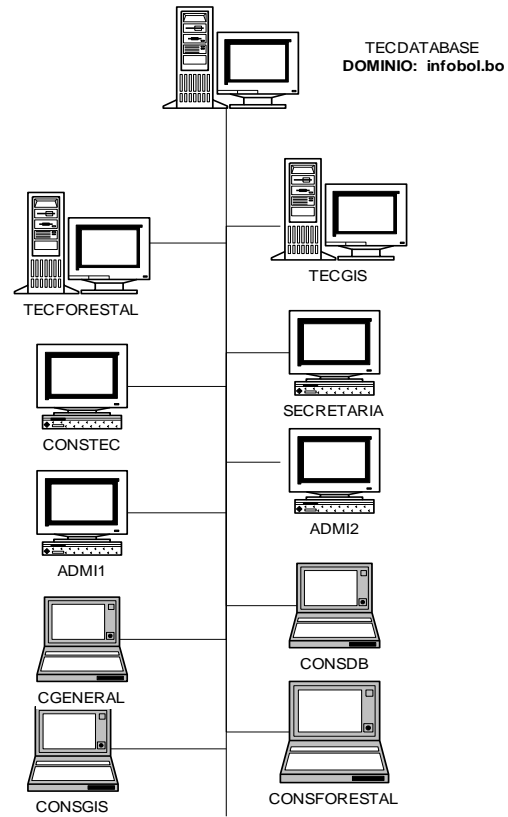 TECDATABASE
DOMINIO: infobol.bo
TECGIS
TECFORESTAL
SECRETARIA
CONSTEC
ADMI2
ADMI1
CONSDB
CGENERAL
CONSFORESTAL
CONSGIS